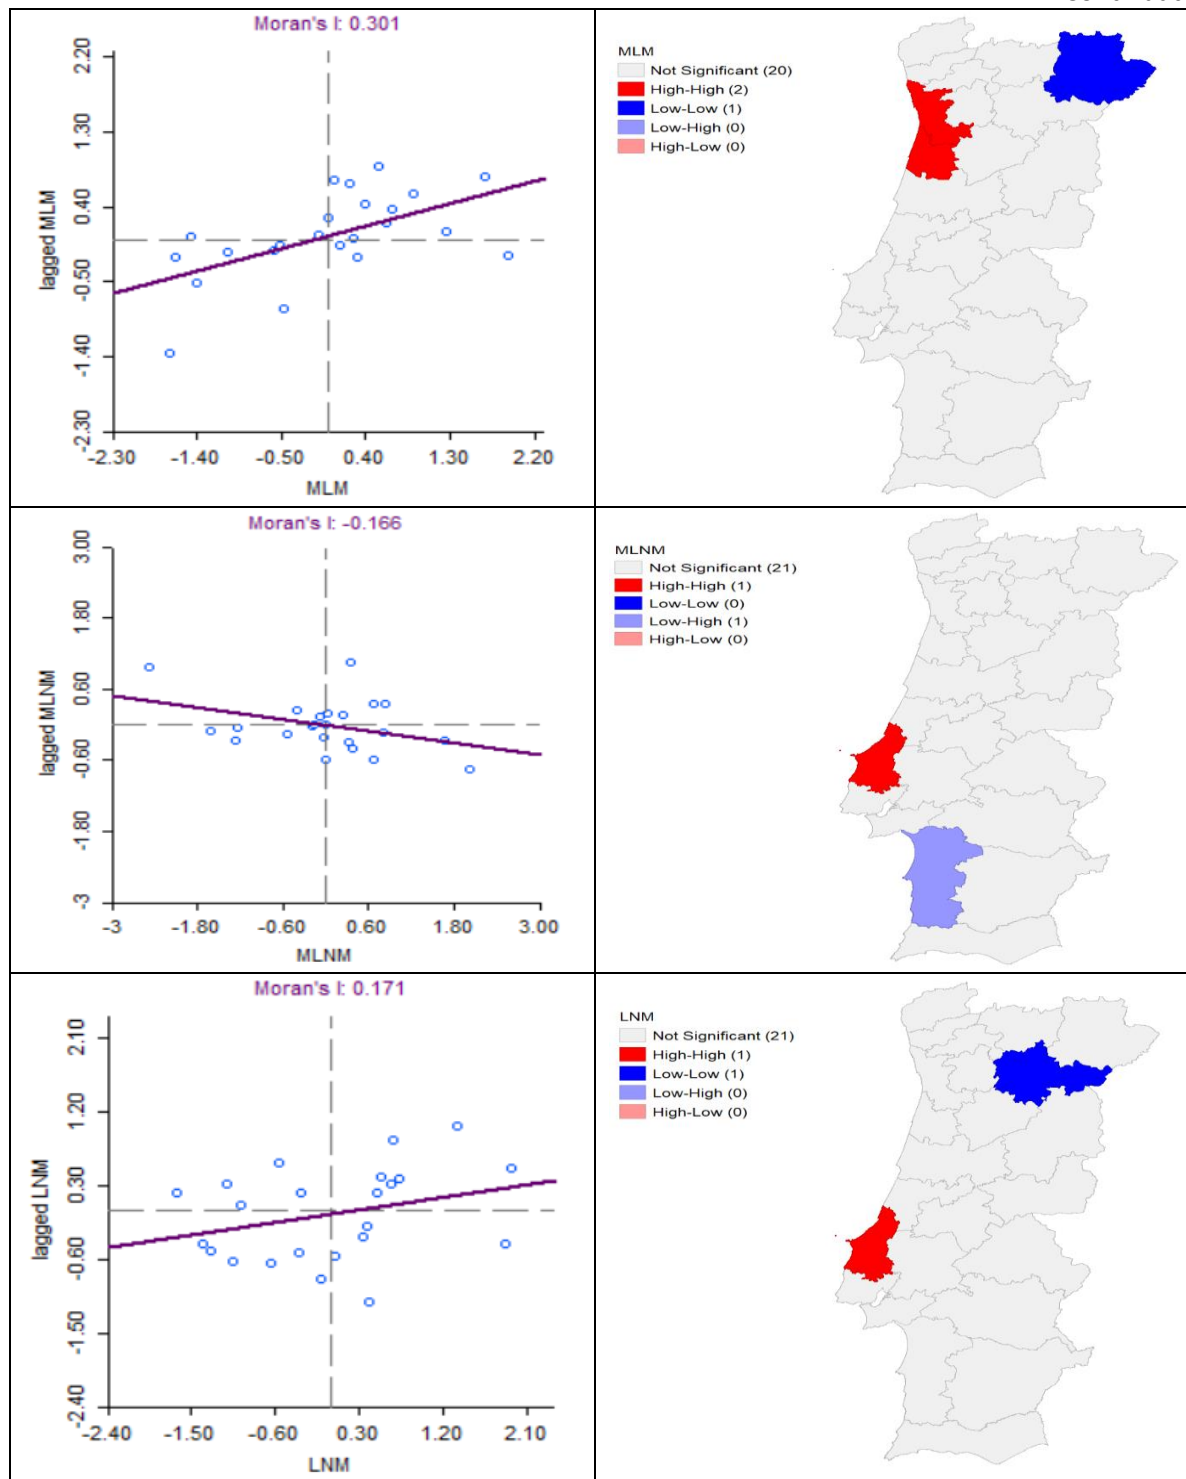 Moran's I: 0.301
2.20
1.30
0.40
-0.50
-1.40
-2.30
lagged MLM
-2.30 -1.40 -0.50 0.40 1.30 2.20
MLM
MLM
Not Significant (20)
High-High (2)
Low-Low (1)
Low-High (0)
High-Low (0)
Moran's I: -0.166
3.00
1.80
0.60
-0.60
-1.80
-3
lagged MLNM
-3 -1.80 -0.60 0.60 1.80 3.00
MLNM
MLNM
Not Significant (21)
High-High (1)
Low-Low (0)
Low-High (1)
High-Low (0)
Moran's I: 0.171
2.10
1.20
0.30
-0.60
-1.50
-2.40
lagged LNM
-2.40 -1.50 -0.60 0.30 1.20 2.10
LNM
LNM
Not Significant (21)
High-High (1)
Low-Low (1)
Low-High (0)
High-Low (0)